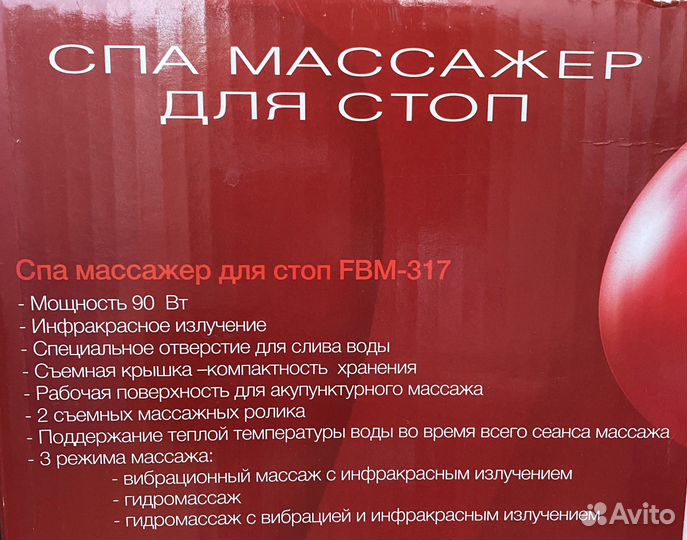 СПА МАССАЖЕР
ДЛЯ СТОП
Спа массажер для стоп FBM-317
- Мощность 90 Вт
- Инфракрасное излучение
- Специальное отверстие для слива воды
- Съемная крышка –компактность хранения
- Рабочая поверхность для акупунктурного массажа
- 2 съемных массажных ролика
- Поддержание теплой температуры воды во время всего сеанса массажа
- 3 режима массажа:
- вибрационный массаж с инфракрасным излучением
- гидромассаж
- гидромассаж с вибрацией и инфракрасным излучением
Avito